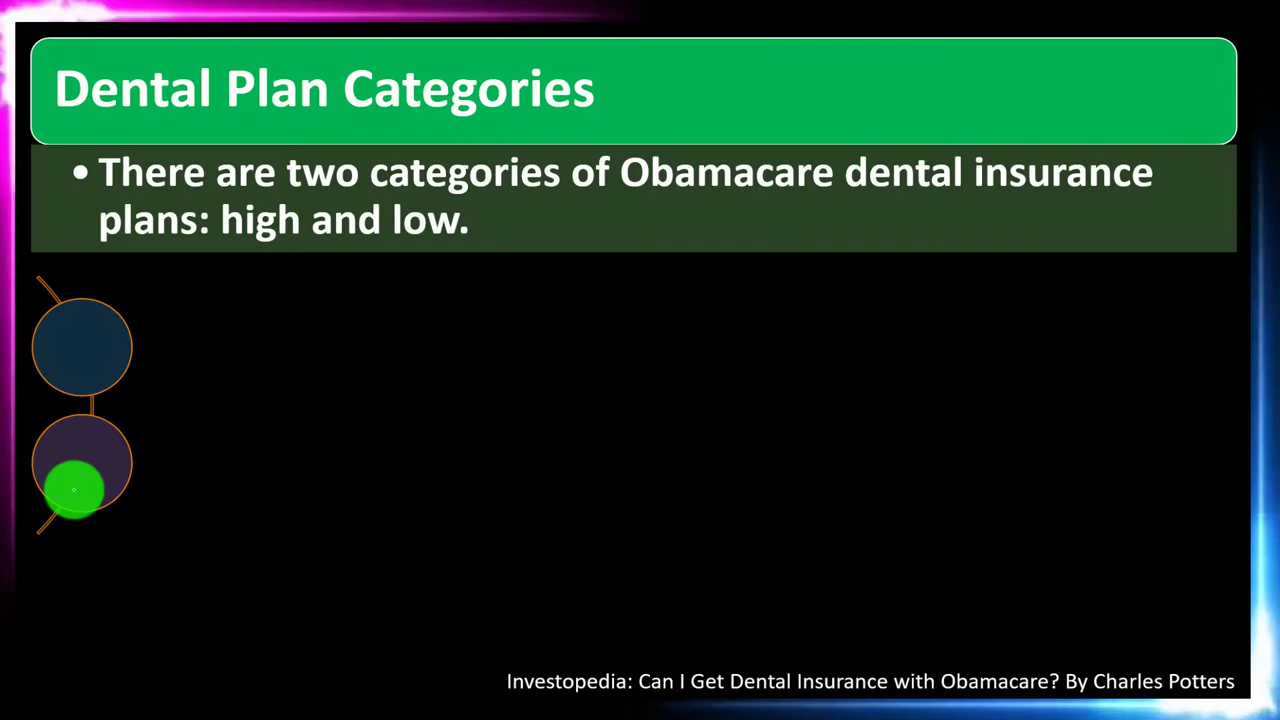 Dental Plan Categories
• There are two categories of Obamacare dental insurance
plans: high and low.
Investopedia: Can I Get Dental Insurance with Obamacare? By Charles Potters